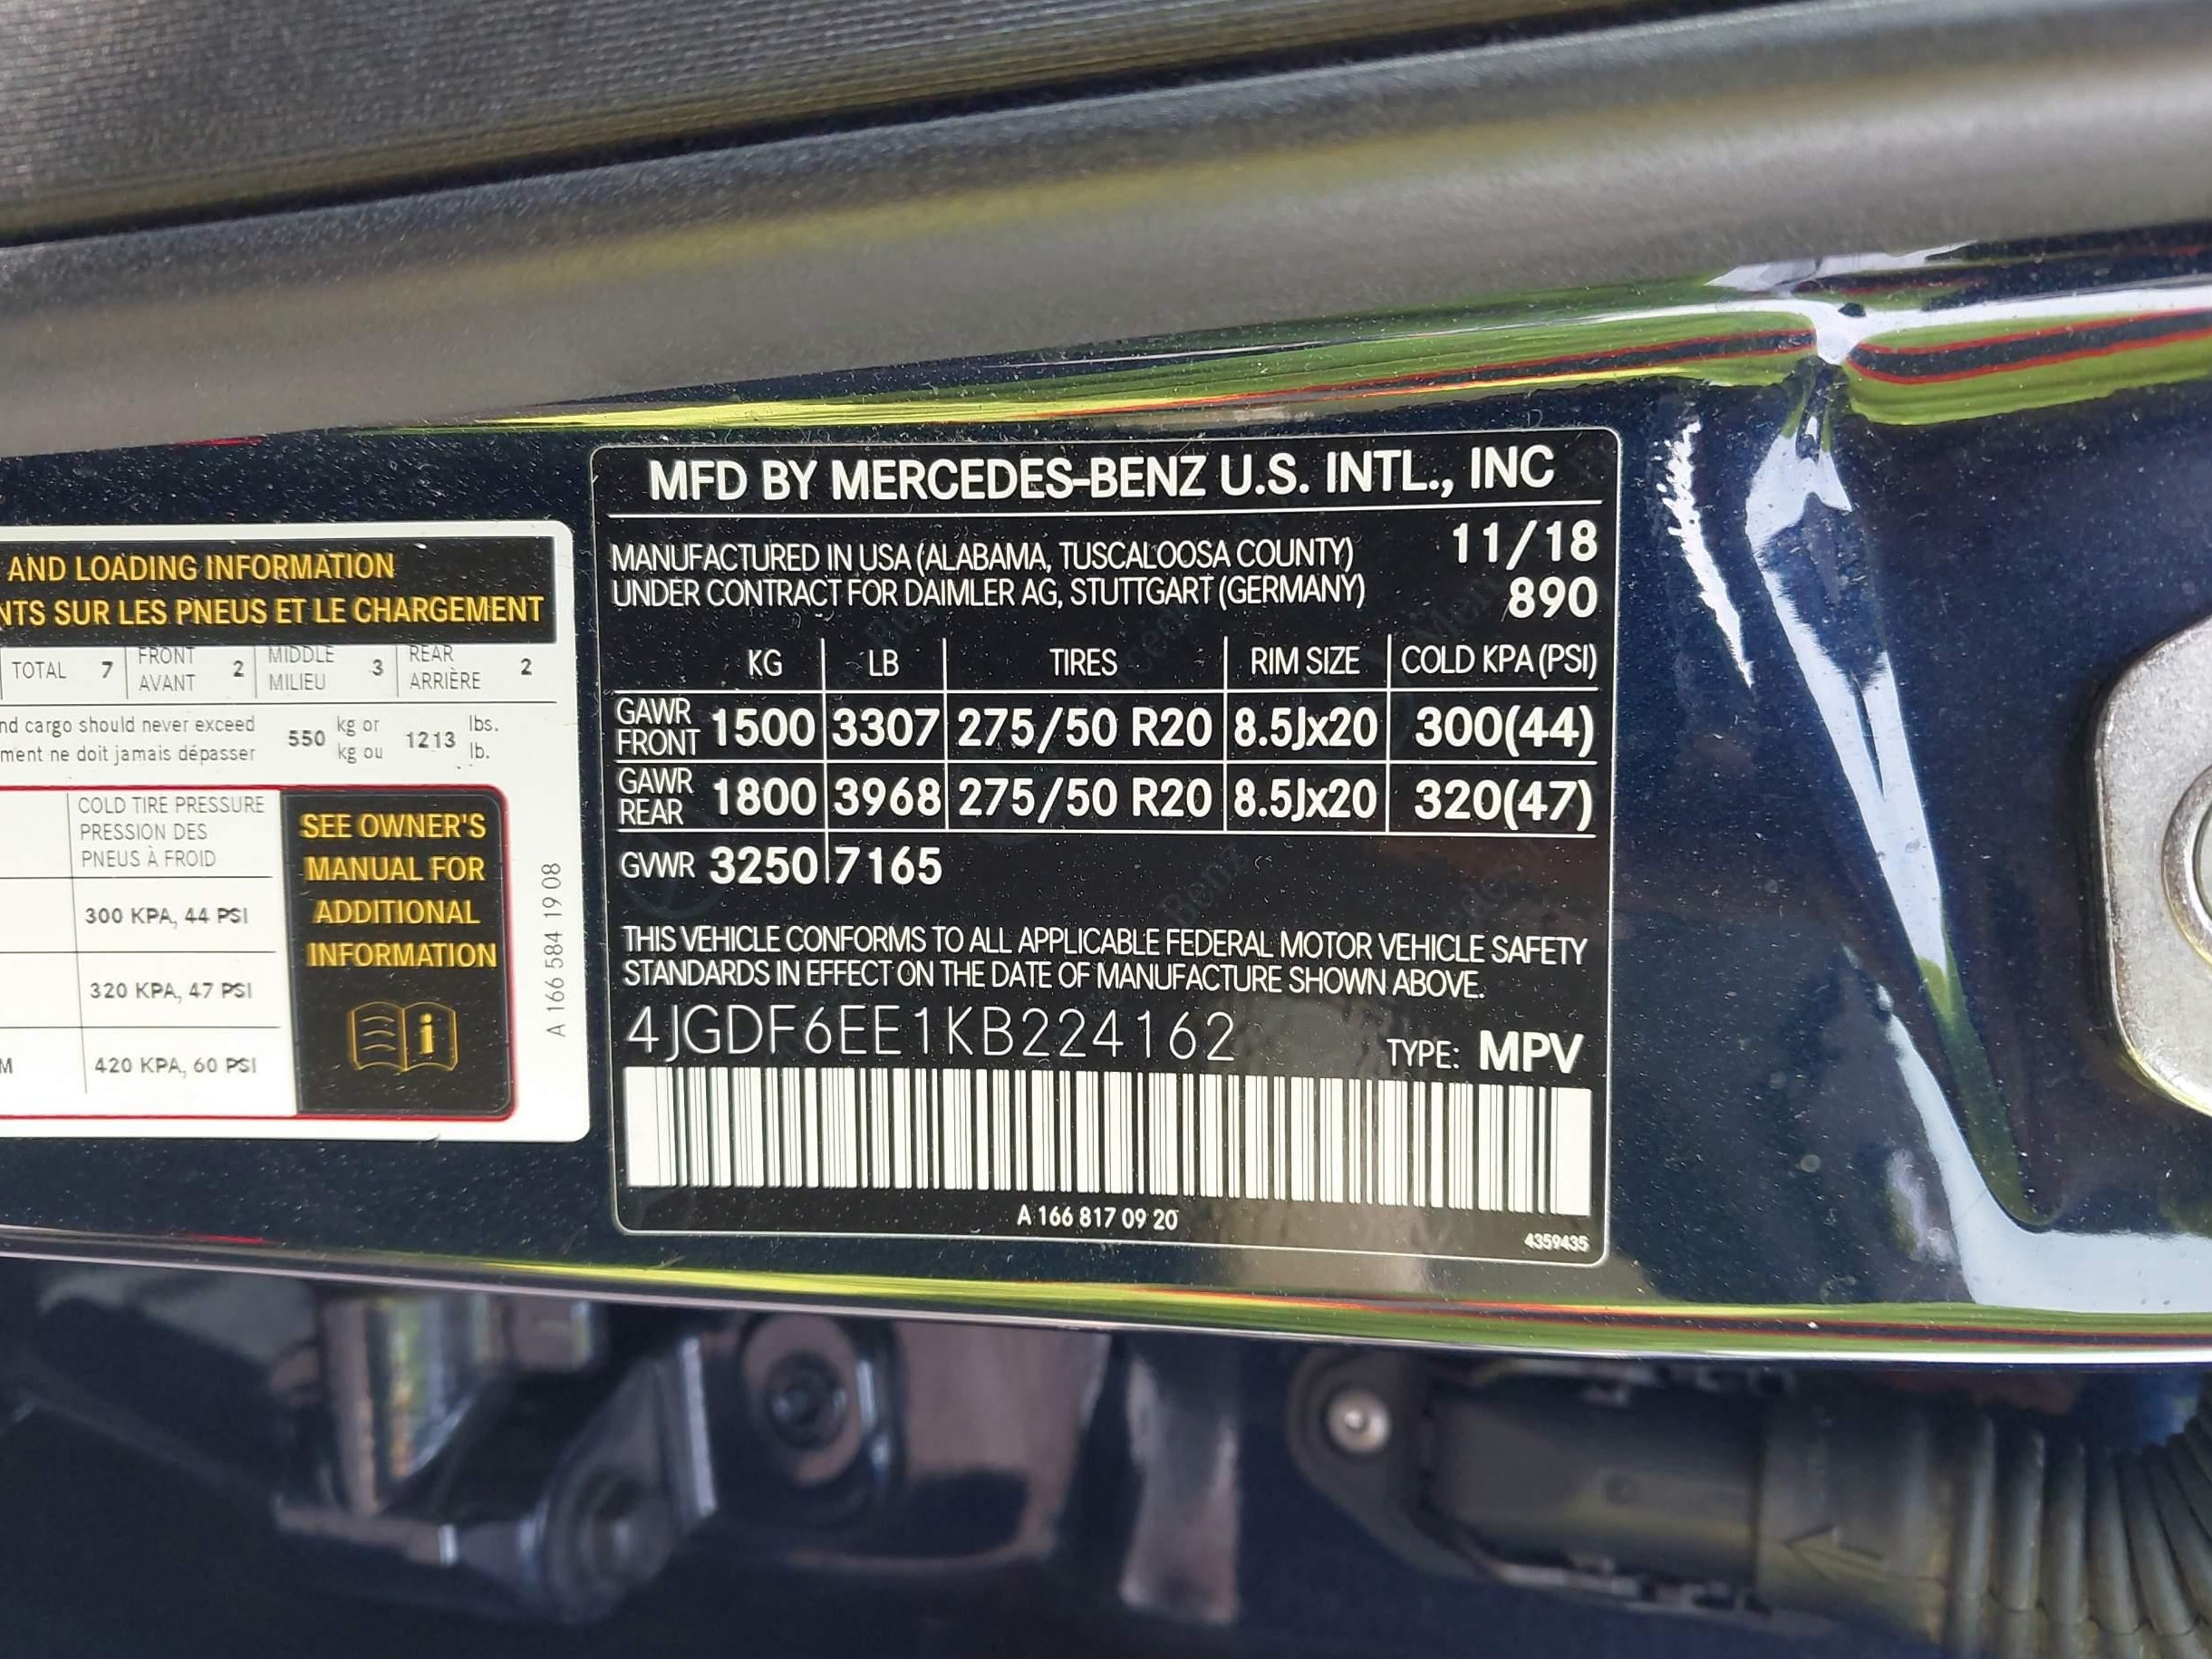 AND LOADING INFORMATION
NTS SUR LES PNEUS ET LE CHARGEMENT
TOTAL 7 FRONT AVANT 2 MIDDLE MILIEU 3 REAR ARRIÈRE 2
nd cargo should never exceed 550 kg or 1213 lbs.
ment ne doit jamais dépasser kg ou lb.
COLD TIRE PRESSURE
PRESSION DES
PNEUS À FROID
300 KPA, 44 PSI
320 KPA, 47 PSI
M 420 KPA, 60 PSI
SEE OWNER'S
MANUAL FOR
ADDITIONAL
INFORMATION
i
A 166 584 19 08
MFD BY MERCEDES-BENZ U.S. INTL., INC
MANUFACTURED IN USA (ALABAMA, TUSCALOOSA COUNTY) 11/18
UNDER CONTRACT FOR DAIMLER AG, STUTTGART (GERMANY) 890
KG LB TIRES RIM SIZE COLD KPA (PSI)
GAWR FRONT 1500 3307 275/50 R20 8.5Jx20 300(44)
GAWR REAR 1800 3968 275/50 R20 8.5Jx20 320(47)
GVWR 3250 7165
THIS VEHICLE CONFORMS TO ALL APPLICABLE FEDERAL MOTOR VEHICLE SAFETY
STANDARDS IN EFFECT ON THE DATE OF MANUFACTURE SHOWN ABOVE.
4JGDF6EE1KB224162 TYPE: MPV
A 166 817 09 20
4359435